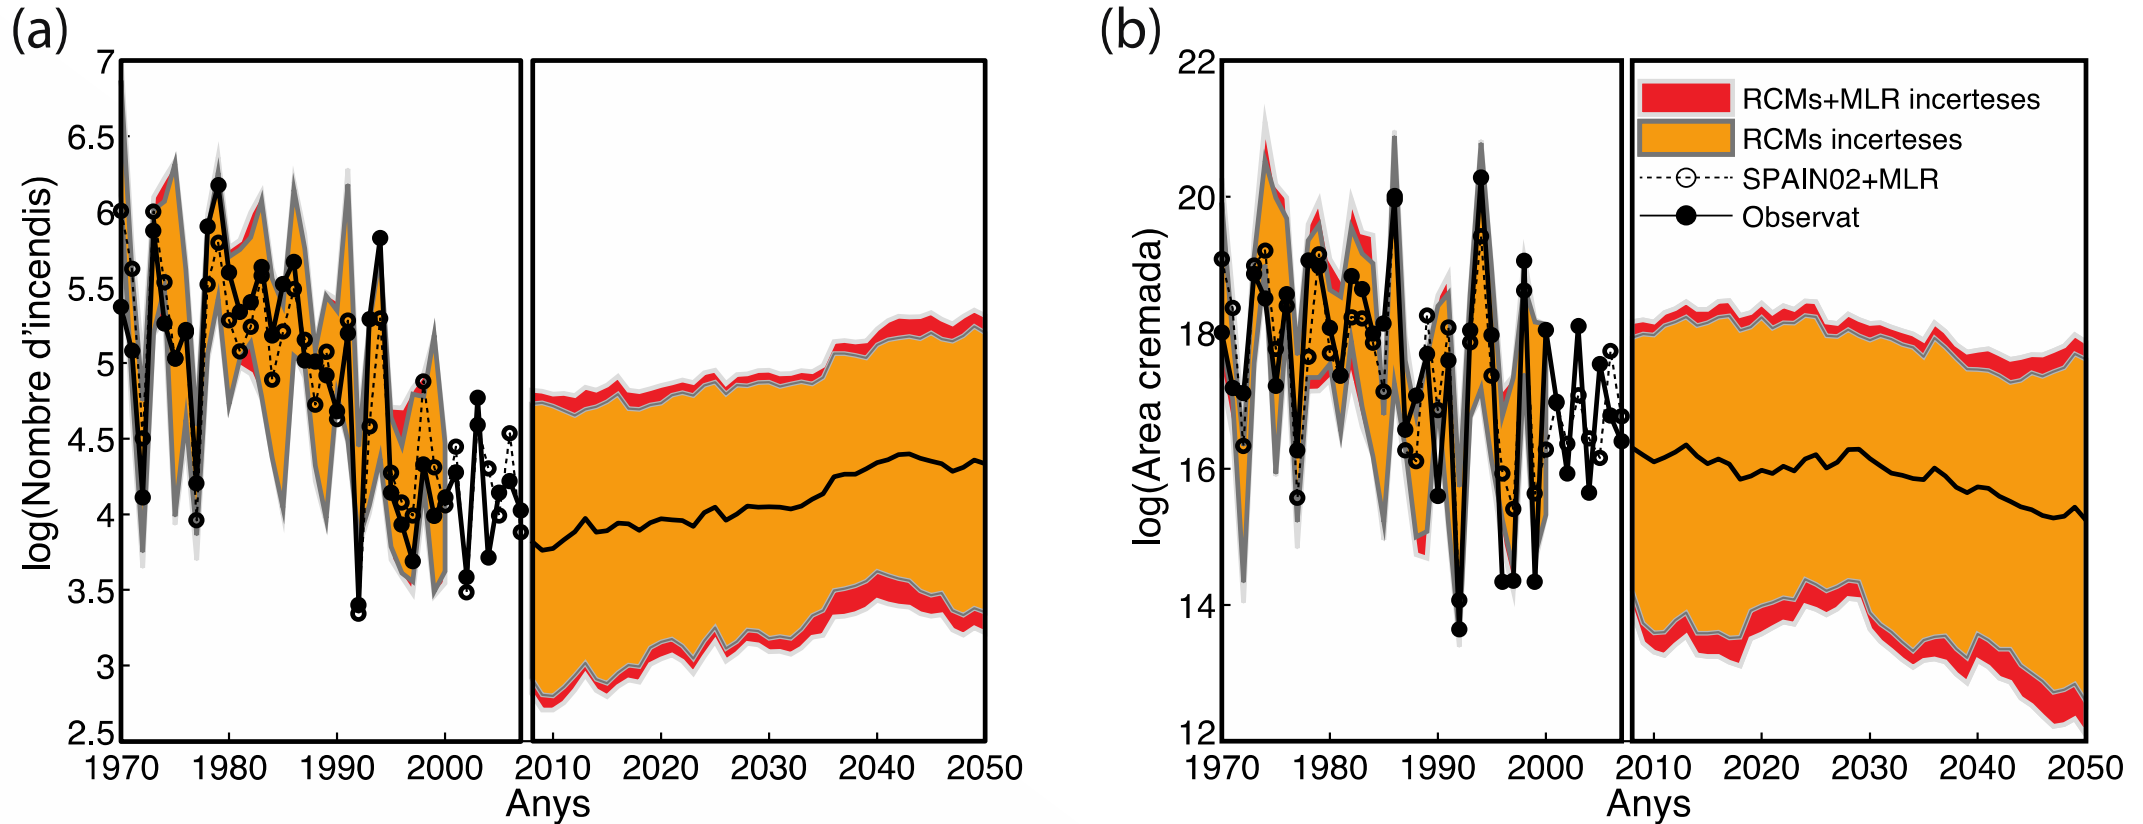 (a)
7
6.5
6
5.5
5
4.5
4
3.5
3
2.5
log(Nombre d'incendis)
1970 1980 1990 2000 2010 2020 2030 2040 2050
Anys
(b)
22
20
18
16
14
12
log(Area cremada)
RCMs+MLR incerteses
RCMs incerteses
SPAIN02+MLR
Observat
1970 1980 1990 2000 2010 2020 2030 2040 2050
Anys